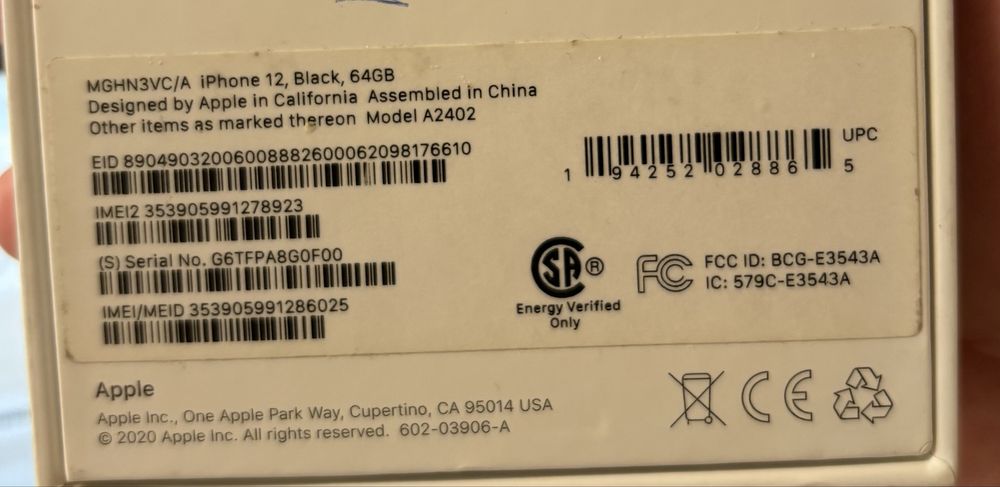 MGHN3VC/A iPhone 12, Black, 64GB
Designed by Apple in California Assembled in China
Other items as marked thereon Model A2402
EID 89049032006008882600062098176610
IMEI2 353905991278923
(S) Serial No. G6TFPA8G0F00
IMEI/MEID 353905991286025
UPC
1 94252 02886 5
SA ®
Energy Verified
Only
FC
FCC ID: BCG-E3543A
IC: 579C-E3543A
Apple
Apple Inc., One Apple Park Way, Cupertino, CA 95014 USA
© 2020 Apple Inc. All rights reserved. 602-03906-A
CE